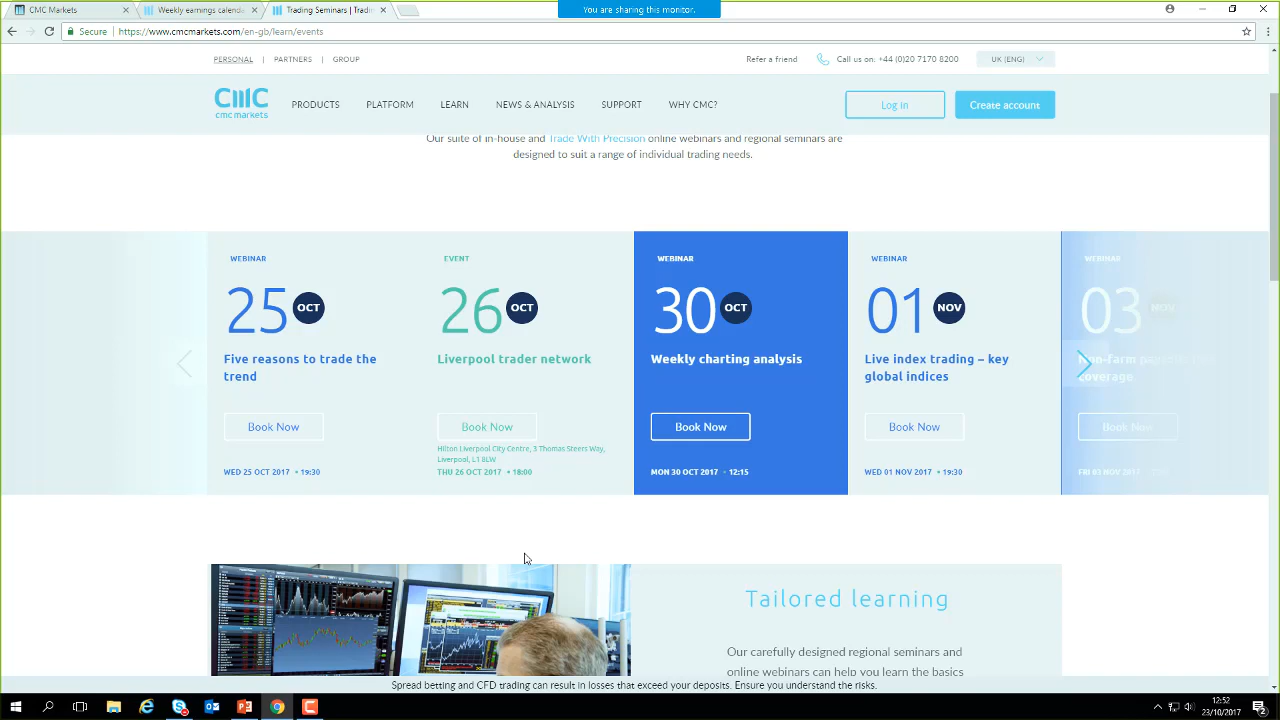 CMC Markets
Weekly earnings calenda
Trading Seminars | Tradi
You are sharing this monitor.
Secure
https://www.cmcmarkets.com/en-gb/learn/events
PERSONAL | PARTNERS | GROUP
Refer a friend
Call us on: +44 (0)20 7170 8200
UK (ENG)
cmc markets
PRODUCTS
PLATFORM
LEARN
NEWS & ANALYSIS
SUPPORT
WHY CMC?
Log in
Create account
Our suite of in-house and Trade With Precision online webinars and regional seminars are
designed to suit a range of individual trading needs.
WEBINAR
25 OCT
Five reasons to trade the
trend
Book Now
WED 25 OCT 2017 • 19:30
EVENT
26 OCT
Liverpool trader network
Book Now
Hilton Liverpool City Centre, 3 Thomas Steers Way,
Liverpool, L1 8LW
THU 26 OCT 2017 • 18:00
WEBINAR
30 OCT
Weekly charting analysis
Book Now
MON 30 OCT 2017 • 12:15
WEBINAR
01 NOV
Live index trading – key
global indices
Book Now
WED 01 NOV 2017 • 19:30
WEBINAR
03 NOV
coverage
Book Now
FRI 03 NOV 2017
Tailored learning
Our carefully designed regional seminars and
online webinars can help you learn the basics
Spread betting and CFD trading can result in losses that exceed your deposits. Ensure you understand the risks.
12:52
23/10/2017